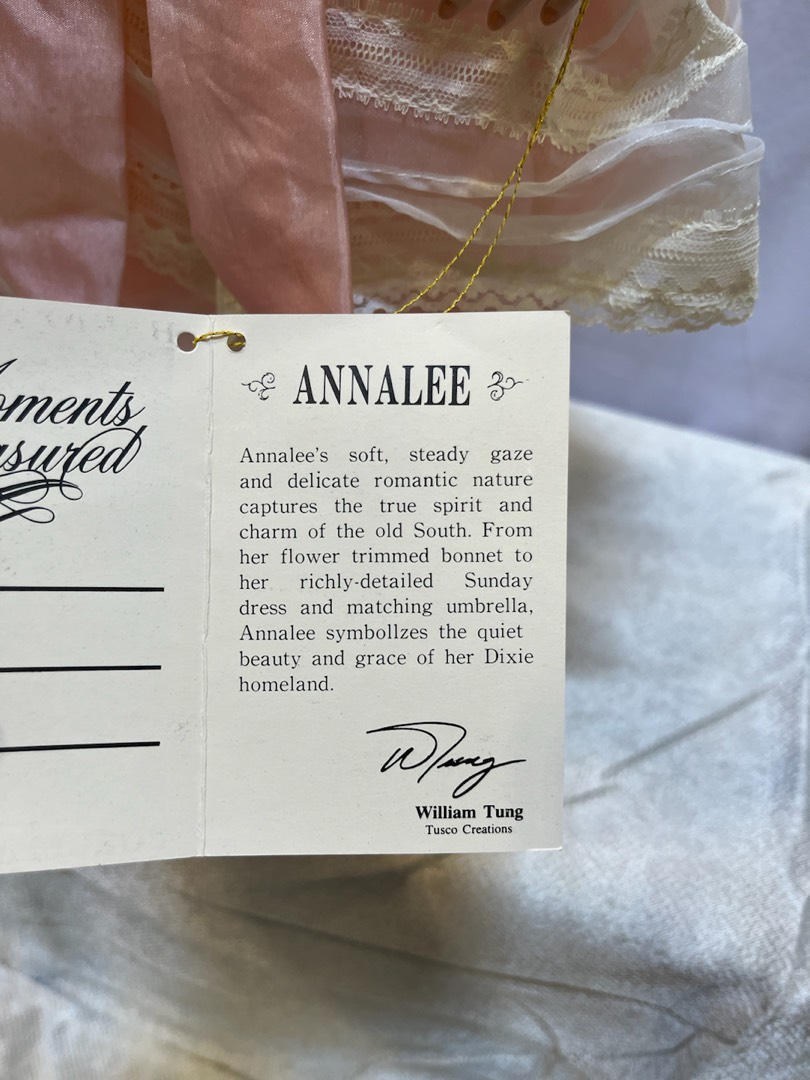 ANNALEE
Annalee's soft, steady gaze
and delicate romantic nature
captures the true spirit and
charm of the old South. From
her flower trimmed bonnet to
her richly-detailed Sunday
dress and matching umbrella,
Annalee symbollzes the quiet
beauty and grace of her Dixie
homeland.
W Tung
William Tung
Tusco Creations